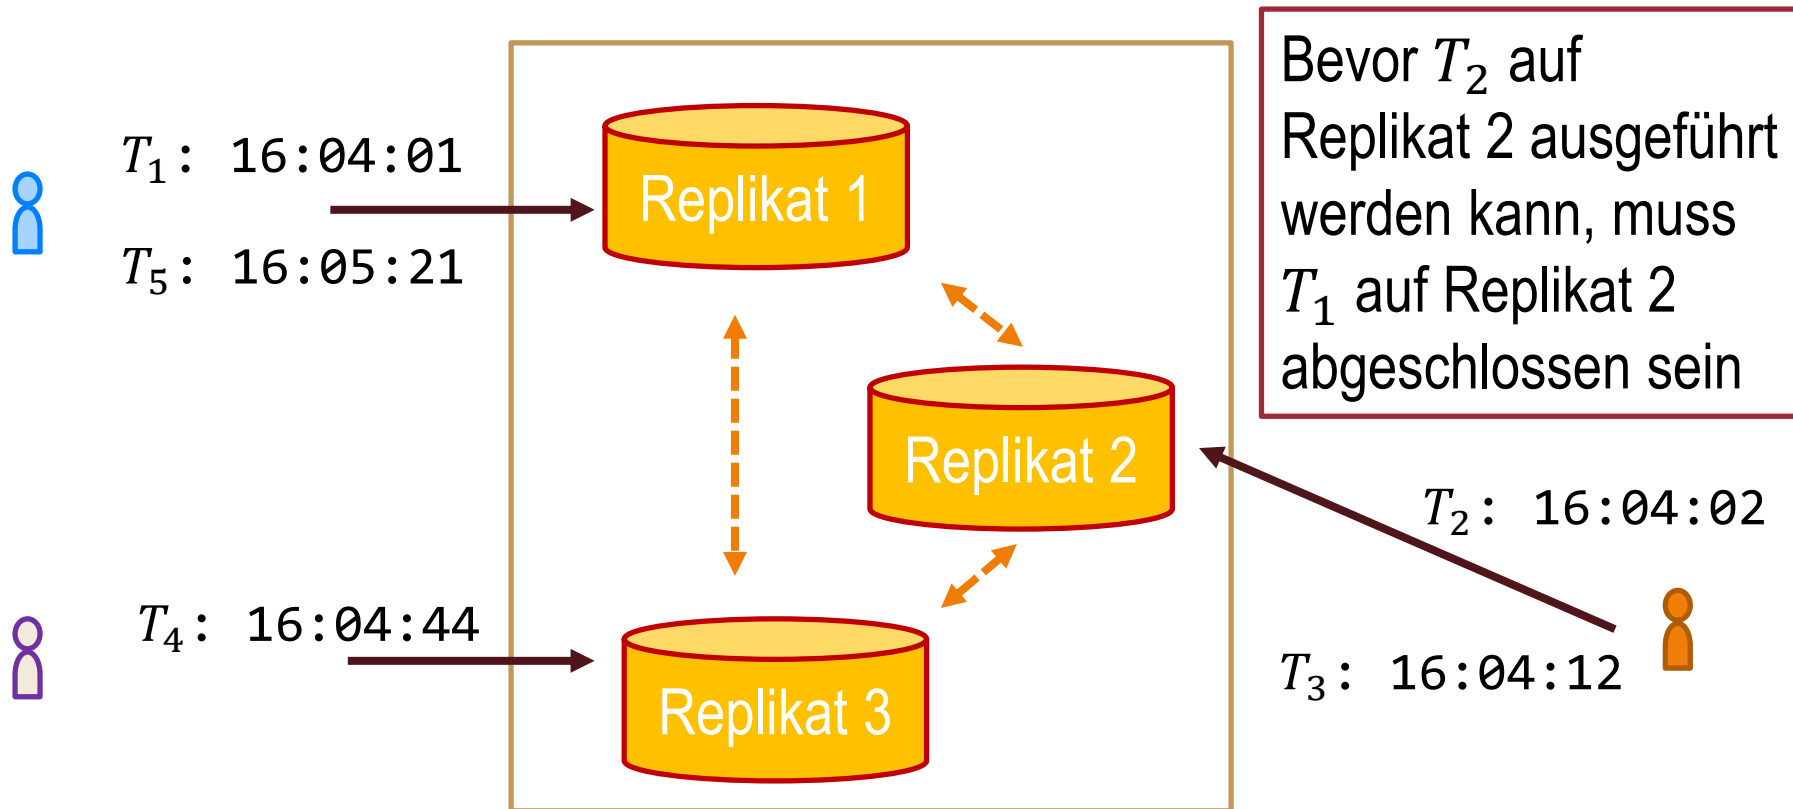 T₁: 16:04:01
T₅: 16:05:21
Replikat 1
Bevor T₂ auf
Replikat 2 ausgeführt
werden kann, muss
T₁ auf Replikat 2
abgeschlossen sein
Replikat 2
T₂: 16:04:02
T₄: 16:04:44
Replikat 3
T₃: 16:04:12